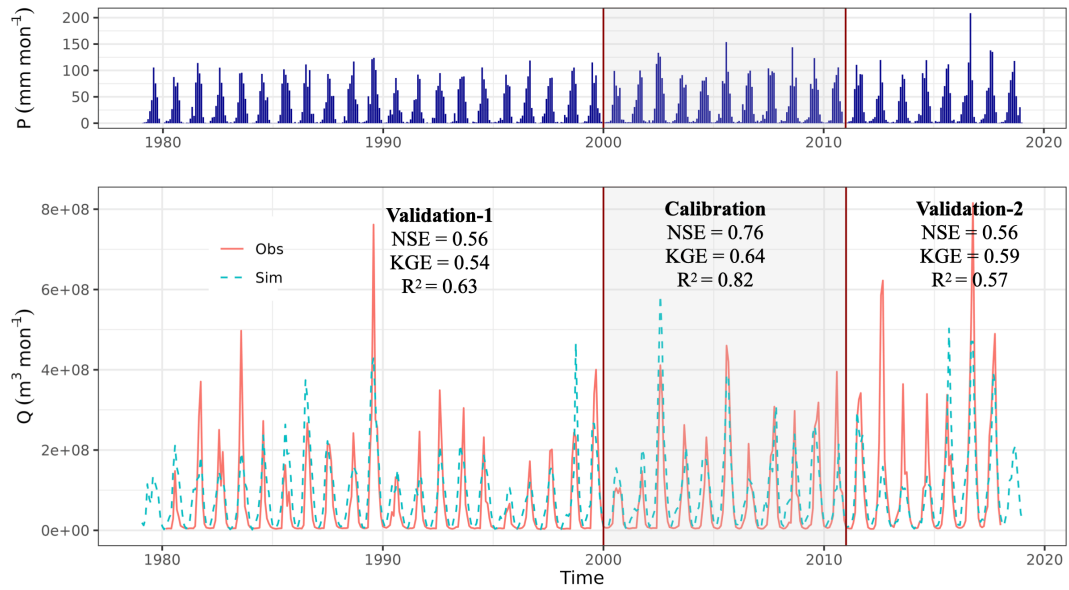 P (mm mon⁻¹)
200
150
100
50
0
1980
1990
2000
2010
2020
Q (m³ mon⁻¹)
8e+08
6e+08
4e+08
2e+08
0e+00
Obs
Sim
Validation-1
NSE = 0.56
KGE = 0.54
R² = 0.63
Calibration
NSE = 0.76
KGE = 0.64
R² = 0.82
Validation-2
NSE = 0.56
KGE = 0.59
R² = 0.57
1980
1990
2000
2010
2020
Time